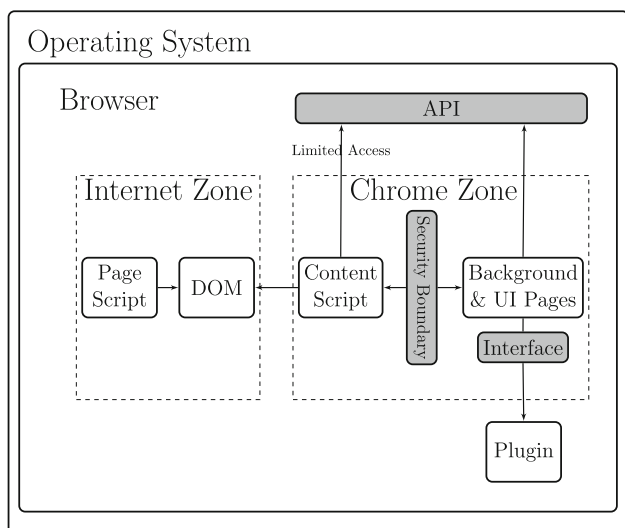 Operating System
Browser
API
Limited Access
Internet Zone
Chrome Zone
Page
Script
DOM
Content
Script
Security Boundary
Background
& UI Pages
Interface
Plugin